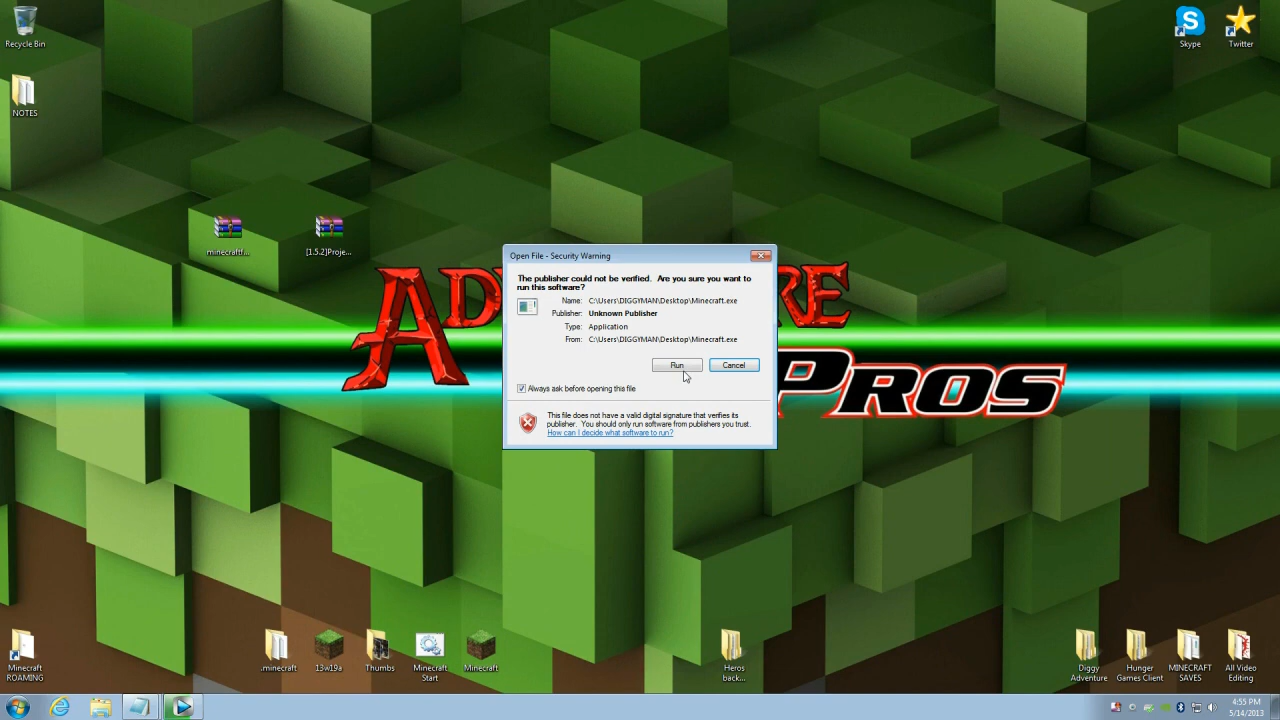 Recycle Bin
NOTES
Skype
Twitter
minecraftf...
[1.5.2]Proje...
Open File - Security Warning
The publisher could not be verified. Are you sure you want to
run this software?
Name: C:\Users\DIGGYMAN\Desktop\Minecraft.exe
Publisher: Unknown Publisher
Type: Application
From: C:\Users\DIGGYMAN\Desktop\Minecraft.exe
Run
Cancel
Always ask before opening this file
This file does not have a valid digital signature that verifies its
publisher. You should only run software from publishers you trust.
How can I decide what software to run?
PROS
Minecraft
ROAMING
.minecraft
13w19a
Thumbs
Minecraft
Start
Minecraft
Heros
back...
Diggy
Adventure
Hunger
Games Client
MINECRAFT
SAVES
All Video
Editing
4:55 PM
5/14/2013